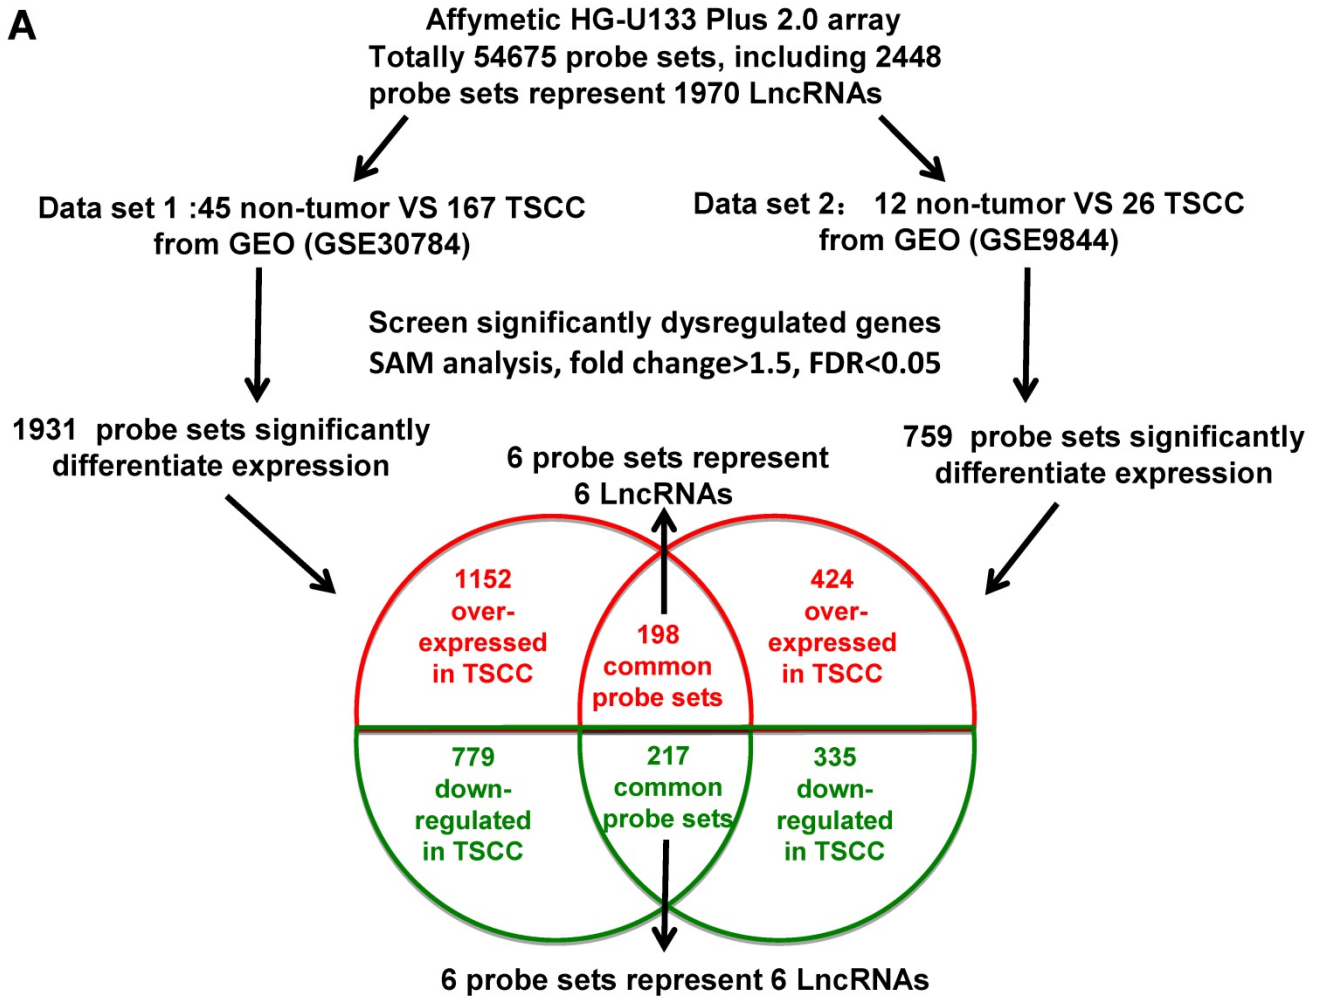 A
Affymetic HG-U133 Plus 2.0 array
Totally 54675 probe sets, including 2448
probe sets represent 1970 LncRNAs
Data set 1 :45 non-tumor VS 167 TSCC
from GEO (GSE30784)
Data set 2： 12 non-tumor VS 26 TSCC
from GEO (GSE9844)
Screen significantly dysregulated genes
SAM analysis, fold change>1.5, FDR<0.05
1931 probe sets significantly
differentiate expression
759 probe sets significantly
differentiate expression
6 probe sets represent
6 LncRNAs
1152
over-
expressed
in TSCC
198
common
probe sets
424
over-
expressed
in TSCC
779
down-
regulated
in TSCC
217
common
probe sets
335
down-
regulated
in TSCC
6 probe sets represent 6 LncRNAs